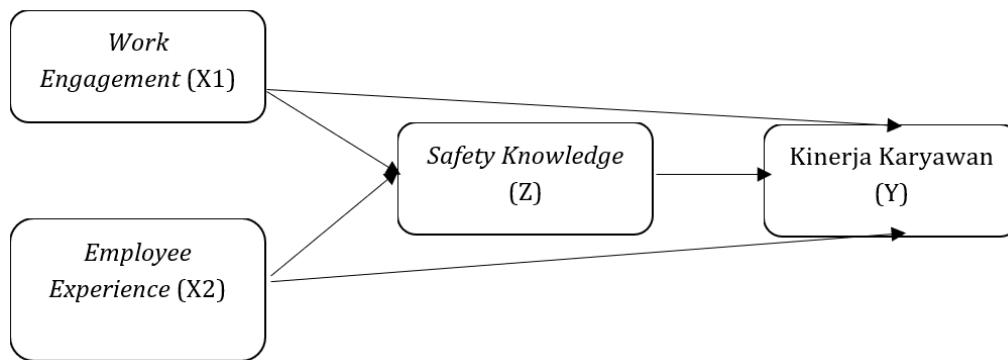 Work
Engagement (X1)
Safety Knowledge
(Z)
Kinerja Karyawan
(Y)
Employee
Experience (X2)